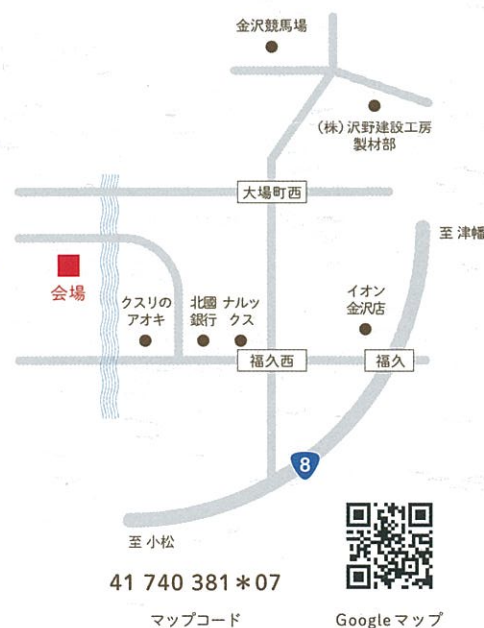 金沢競馬場
(株)沢野建設工房
製材部
大場町西
至 津幡
会場
クスリの
アオキ
北國
銀行
ナルッ
クス
イオン
金沢店
福久西
福久
8
至 小松
41 740 381＊07
マップコード
Googleマップ